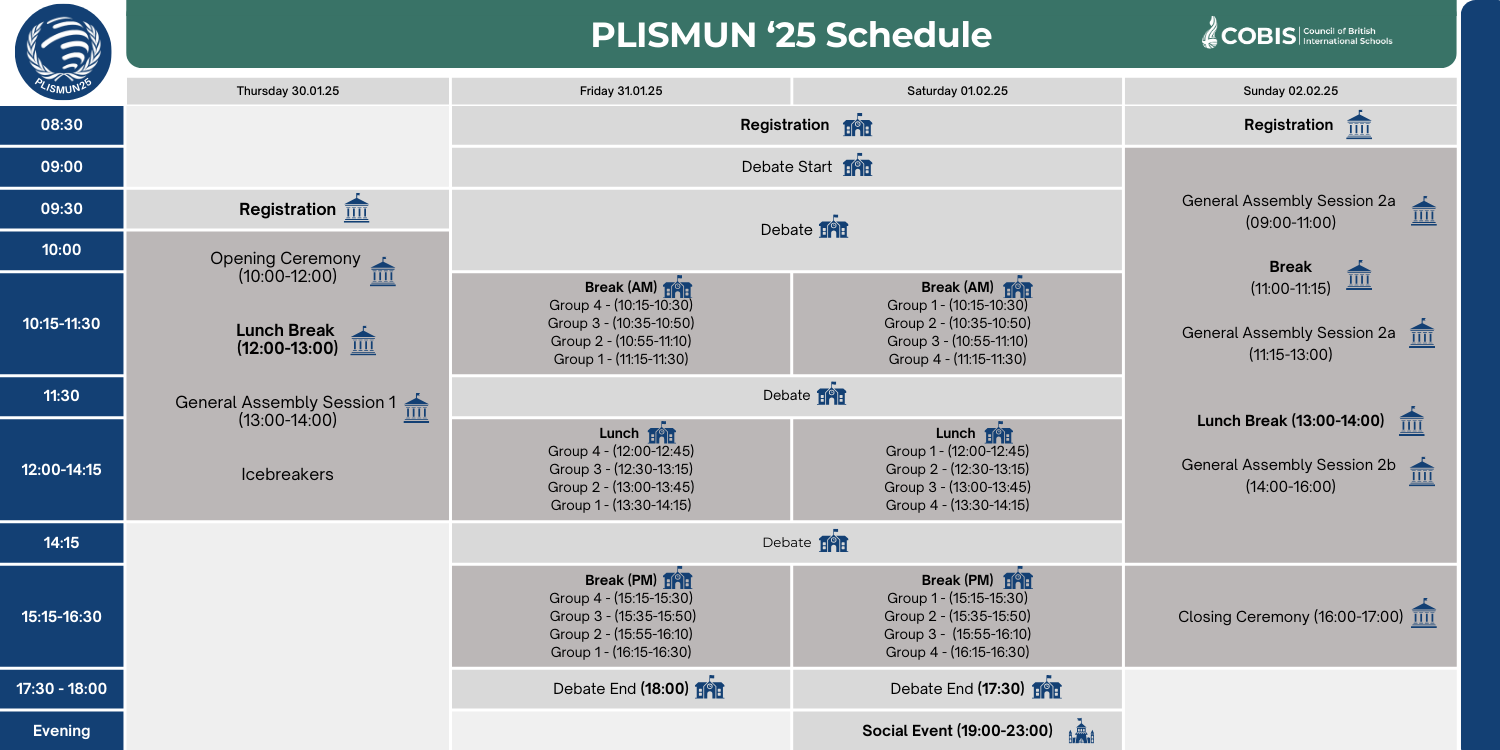 PLISMUN25
PLISMUN ‘25 Schedule
COBIS
Council of British
International Schools
Thursday 30.01.25
Friday 31.01.25
Saturday 01.02.25
Sunday 02.02.25
08:30
Registration
Registration
09:00
Debate Start
09:30
Registration
Debate
General Assembly Session 2a
(09:00-11:00)
Break
(11:00-11:15)
General Assembly Session 2a
(11:15-13:00)
Lunch Break (13:00-14:00)
General Assembly Session 2b
(14:00-16:00)
10:00
Opening Ceremony
(10:00-12:00)
Lunch Break
(12:00-13:00)
General Assembly Session 1
(13:00-14:00)
Icebreakers
10:15-11:30
Break (AM)
Group 4 - (10:15-10:30)
Group 3 - (10:35-10:50)
Group 2 - (10:55-11:10)
Group 1 - (11:15-11:30)
Break (AM)
Group 1 - (10:15-10:30)
Group 2 - (10:35-10:50)
Group 3 - (10:55-11:10)
Group 4 - (11:15-11:30)
11:30
Debate
12:00-14:15
Lunch
Group 4 - (12:00-12:45)
Group 3 - (12:30-13:15)
Group 2 - (13:00-13:45)
Group 1 - (13:30-14:15)
Lunch
Group 1 - (12:00-12:45)
Group 2 - (12:30-13:15)
Group 3 - (13:00-13:45)
Group 4 - (13:30-14:15)
14:15
Debate
15:15-16:30
Break (PM)
Group 4 - (15:15-15:30)
Group 3 - (15:35-15:50)
Group 2 - (15:55-16:10)
Group 1 - (16:15-16:30)
Break (PM)
Group 1 - (15:15-15:30)
Group 2 - (15:35-15:50)
Group 3 - (15:55-16:10)
Group 4 - (16:15-16:30)
Closing Ceremony (16:00-17:00)
17:30 - 18:00
Debate End (18:00)
Debate End (17:30)
Evening
Social Event (19:00-23:00)